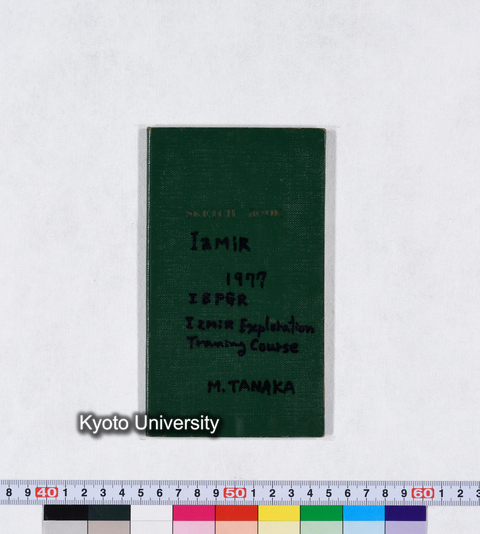 SKETCH BOOK
IZMIR
1977
IEPGR
IZMIR Exploration
Traning Course
M. TANAKA
Kyoto University
8 9 40 1 2 3 4 5 6 7 8 9 50 1 2 3 4 5 6 7 8 9 60 1 2 3